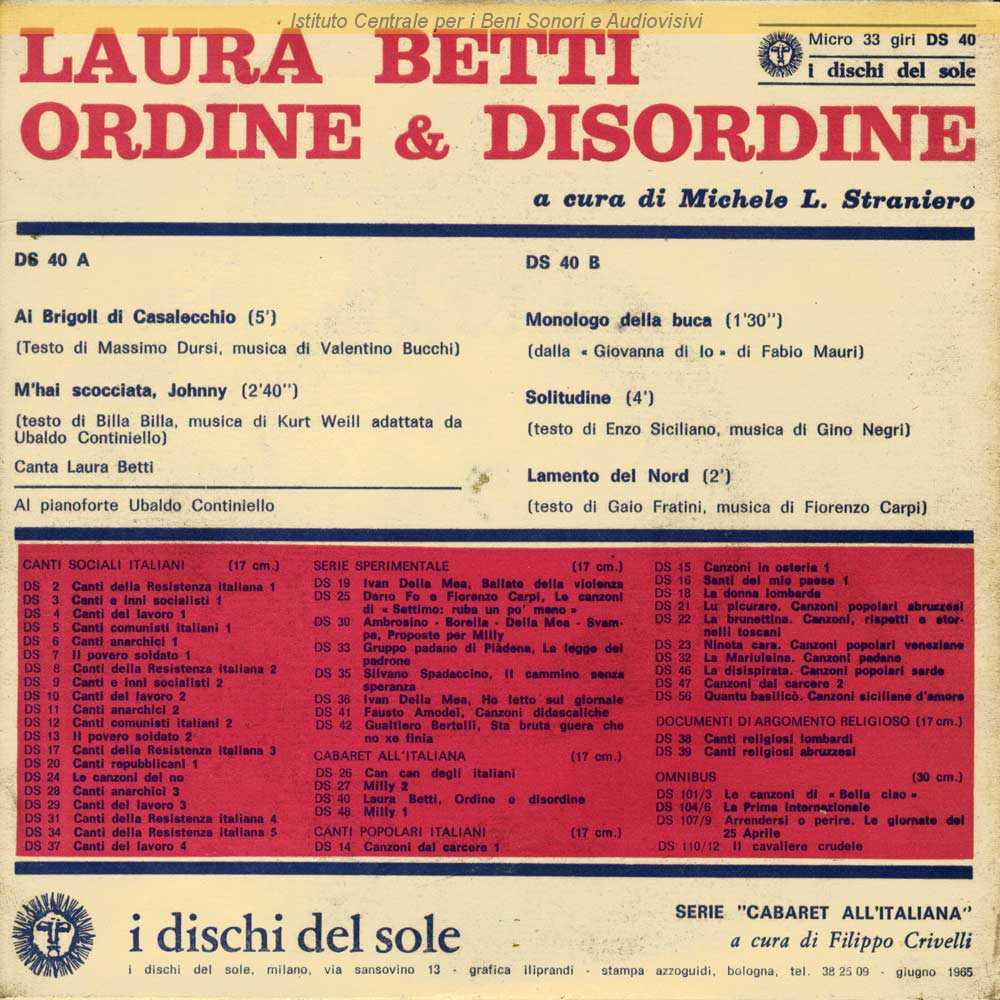 Istituto Centrale per i Beni Sonori e Audiovisivi
LAURA BETTI
ORDINE & DISORDINE
Micro 33 giri DS 40
i dischi del sole
a cura di Michele L. Straniero
DS 40 A
Ai Brigoli di Casalecchio (5')
(Testo di Massimo Dursi, musica di Valentino Bucchi)
M'hai scocciata, Johnny (2'40'')
(testo di Billa Billa, musica di Kurt Weill adattata da
Ubaldo Continiello)
Canta Laura Betti
Al pianoforte Ubaldo Continiello
DS 40 B
Monologo della buca (1'30'')
(dalla « Giovanna di Io » di Fabio Mauri)
Solitudine (4')
(testo di Enzo Siciliano, musica di Gino Negri)
Lamento del Nord (2')
(testo di Gaio Fratini, musica di Fiorenzo Carpi)
CANTI SOCIALI ITALIANI (17 cm.)
DS 2 Canti della Resistenza italiana 1
DS 3 Canti e inni socialisti 1
DS 4 Canti del lavoro 1
DS 5 Canti comunisti italiani 1
DS 6 Canti anarchici 1
DS 7 Il povero soldato 1
DS 8 Canti della Resistenza italiana 2
DS 9 Canti e inni socialisti 2
DS 10 Canti del lavoro 2
DS 11 Canti anarchici 2
DS 12 Canti comunisti italiani 2
DS 13 Il povero soldato 2
DS 17 Canti della Resistenza italiana 3
DS 20 Canti repubblicani 1
DS 24 Le canzoni del no
DS 28 Canti anarchici 3
DS 29 Canti del lavoro 3
DS 31 Canti della Resistenza italiana 4
DS 34 Canti della Resistenza italiana 5
DS 37 Canti del lavoro 4
SERIE SPERIMENTALE (17 cm.)
DS 19 Ivan Della Mea, Ballate della violenza
DS 25 Dario Fo e Fiorenzo Carpi, Le canzoni
di « Settimo: ruba un po' meno »
DS 30 Ambrosino - Borella - Della Mea - Svam-
pa, Proposte per Milly
DS 33 Gruppo padano di Piàdena, La legge del
padrone
DS 35 Silvano Spadaccino, Il cammino senza
speranza
DS 36 Ivan Della Mea, Ho letto sul giornale
DS 41 Fausto Amodei, Canzoni didascaliche
DS 42 Gualtiero Bertelli, Sta bruta guera che
no xe finia
CABARET ALL'ITALIANA (17 cm.)
DS 26 Can can degli italiani
DS 27 Milly 2
DS 40 Laura Betti, Ordine e disordine
DS 48 Milly 1
CANTI POPOLARI ITALIANI (17 cm.)
DS 14 Canzoni dal carcere 1
DS 15 Canzoni in osteria 1
DS 16 Santi del mio paese 1
DS 18 La donna lombarda
DS 21 Lu picurare. Canzoni popolari abruzzesi
DS 22 La brunettina. Canzoni, rispetti e stor-
nelli toscani
DS 23 Ninota cara. Canzoni popolari veneziane
DS 32 La Mariuleina. Canzoni padane
DS 46 La disispirata. Canzoni popolari sarde
DS 47 Canzoni dal carcere 2
DS 56 Quantu basilicò. Canzoni siciliane d'amore
DOCUMENTI DI ARGOMENTO RELIGIOSO (17 cm.)
DS 38 Canti religiosi lombardi
DS 39 Canti religiosi abruzzesi
OMNIBUS (30 cm.)
DS 101/3 Le canzoni di « Bella ciao »
DS 104/6 La Prima Internazionale
DS 107/9 Arrendersi o perire. Le giornate del
25 Aprile
DS 110/12 Il cavaliere crudele
i dischi del sole
SERIE "CABARET ALL'ITALIANA"
a cura di Filippo Crivelli
i dischi del sole, milano, via sansovino 13 - grafica iliprandi - stampa azzoguidi, bologna, tel. 38 25 09 - giugno 1965